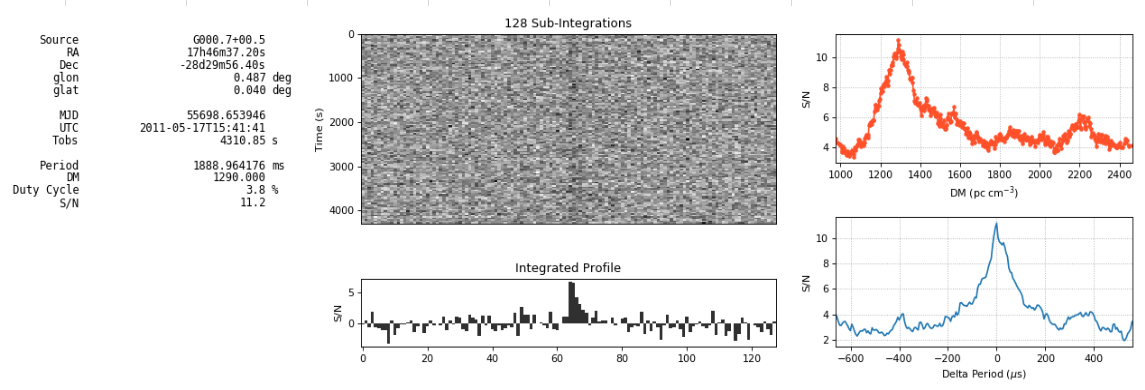 Source G000.7+00.5
RA 17h46m37.20s
Dec -28d29m56.40s
glon 0.487 deg
glat 0.040 deg
MJD 55698.653946
UTC 2011-05-17T15:41:41
Tobs 4310.85 s
Period 1888.964176 ms
DM 1290.000
Duty Cycle 3.8 %
S/N 11.2
128 Sub-Integrations
Time (s)
0
1000
2000
3000
4000
Integrated Profile
S/N
5
0
0 20 40 60 80 100 120
S/N
10
8
6
4
1000 1200 1400 1600 1800 2000 2200 2400
DM (pc cm⁻³)
S/N
10
8
6
4
2
−600 −400 −200 0 200 400
Delta Period (μs)